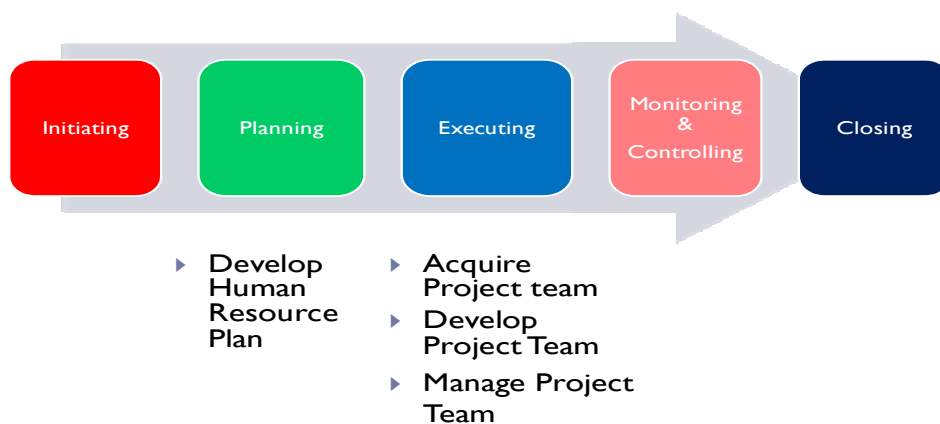 Initiating
Planning
Executing
Monitoring
&
Controlling
Closing
Develop
Human
Resource
Plan
Acquire
Project team
Develop
Project Team
Manage Project
Team